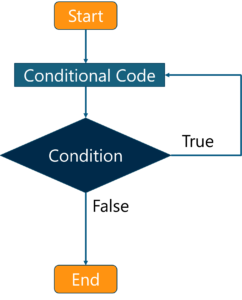 Start
Conditional Code
Condition
True
False
End